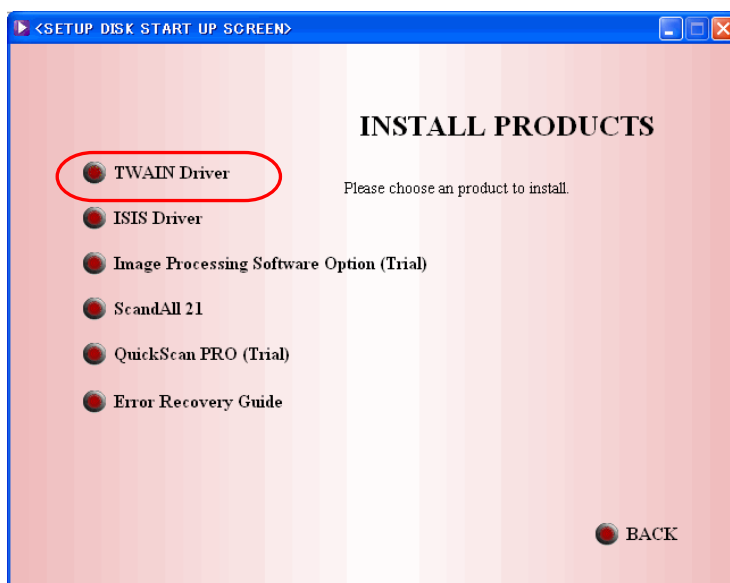 <SETUP DISK START UP SCREEN>
INSTALL PRODUCTS
TWAIN Driver
Please choose an product to install.
ISIS Driver
Image Processing Software Option (Trial)
ScandAll 21
QuickScan PRO (Trial)
Error Recovery Guide
BACK